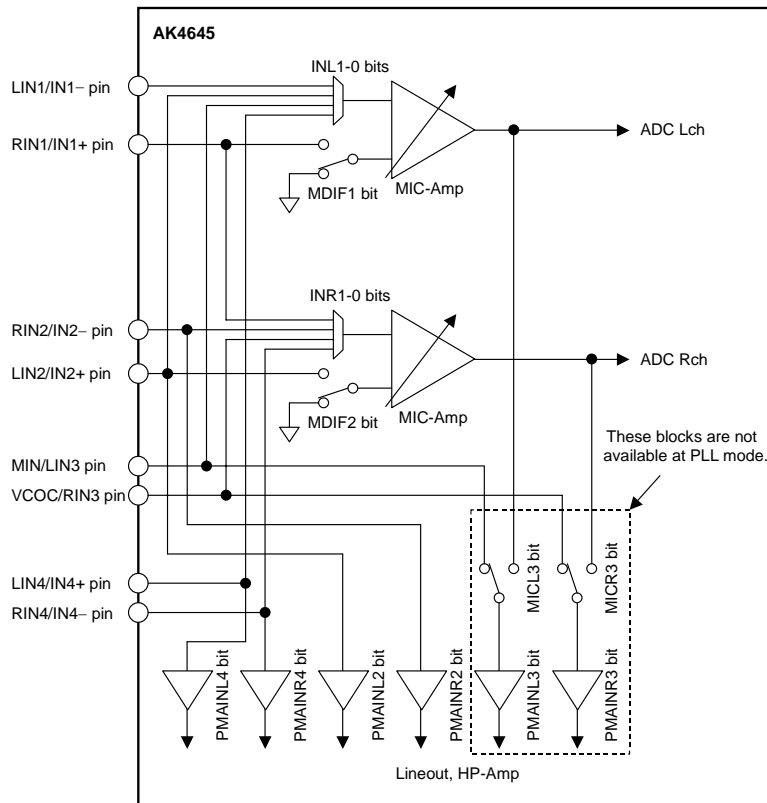 AK4645
INL1-0 bits
LIN1/IN1− pin
ADC Lch
RIN1/IN1+ pin
MDIF1 bit
MIC-Amp
INR1-0 bits
RIN2/IN2− pin
ADC Rch
LIN2/IN2+ pin
MDIF2 bit
MIC-Amp
These blocks are not
available at PLL mode.
MIN/LIN3 pin
VCOC/RIN3 pin
MICL3 bit
MICR3 bit
LIN4/IN4+ pin
RIN4/IN4− pin
PMAINL4 bit
PMAINR4 bit
PMAINL2 bit
PMAINR2 bit
PMAINL3 bit
PMAINR3 bit
Lineout, HP-Amp